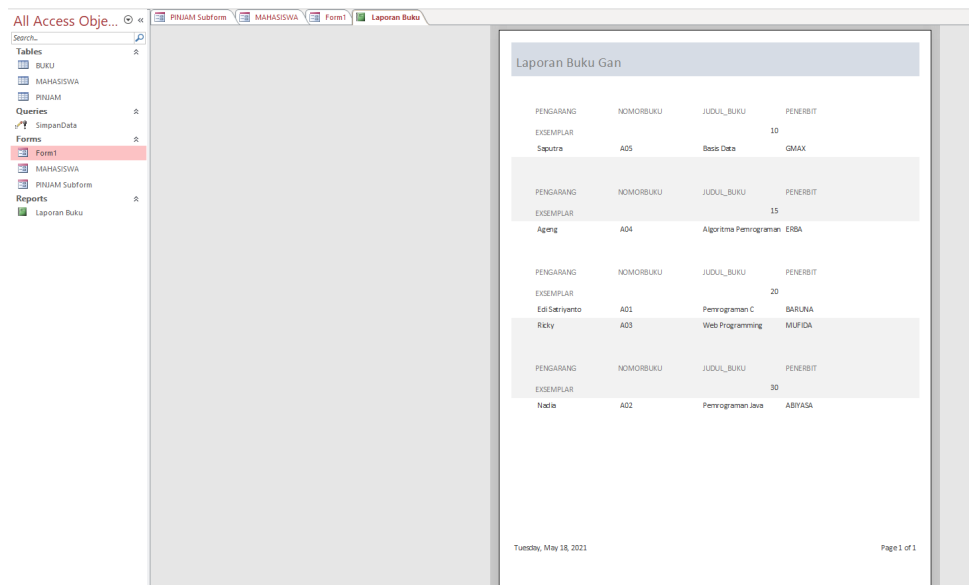 All Access Obje...
Search...
Tables
BUKU
MAHASISWA
PINJAM
Queries
SimpanData
Forms
Form1
MAHASISWA
PINJAM Subform
Reports
Laporan Buku
PINJAM Subform MAHASISWA Form1 Laporan Buku
Laporan Buku Gan
PENGARANG NOMORBUKU JUDUL_BUKU PENERBIT
EKSEMPLAR 10
Saputra A05 Basis Data GMAX
PENGARANG NOMORBUKU JUDUL_BUKU PENERBIT
EKSEMPLAR 15
Ageng A04 Algoritma Pemrograman ERBA
PENGARANG NOMORBUKU JUDUL_BUKU PENERBIT
EKSEMPLAR 20
Edi Satriyanto A01 Pemrograman C BARUNA
Ricky A03 Web Programming MUFIDA
PENGARANG NOMORBUKU JUDUL_BUKU PENERBIT
EKSEMPLAR 30
Nadia A02 Pemrograman Java ABIYASA
Tuesday, May 18, 2021 Page 1 of 1